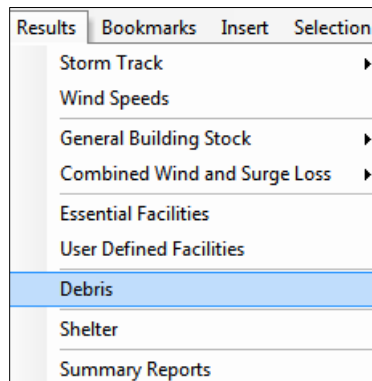 Results Bookmarks Insert Selection
Storm Track
Wind Speeds
General Building Stock
Combined Wind and Surge Loss
Essential Facilities
User Defined Facilities
Debris
Shelter
Summary Reports